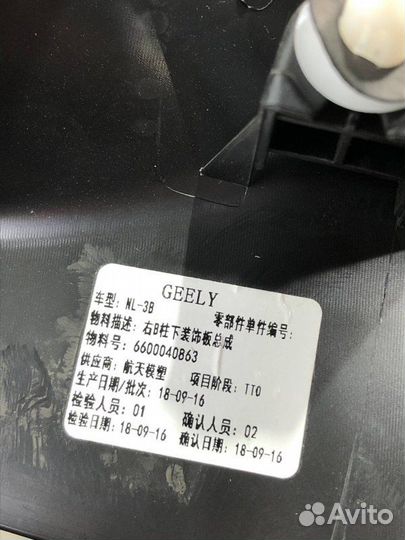 GEELY
车型: NL-3B 零部件单件编号:
物料描述: 右B柱下装饰板总成
物料号: 6600040863
供应商: 航天模塑 项目阶段: TTO
生产日期/批次: 18-09-16
检验人员: 01 确认人员: 02
检验日期: 18-09-16 确认日期: 18-09-16
Avito